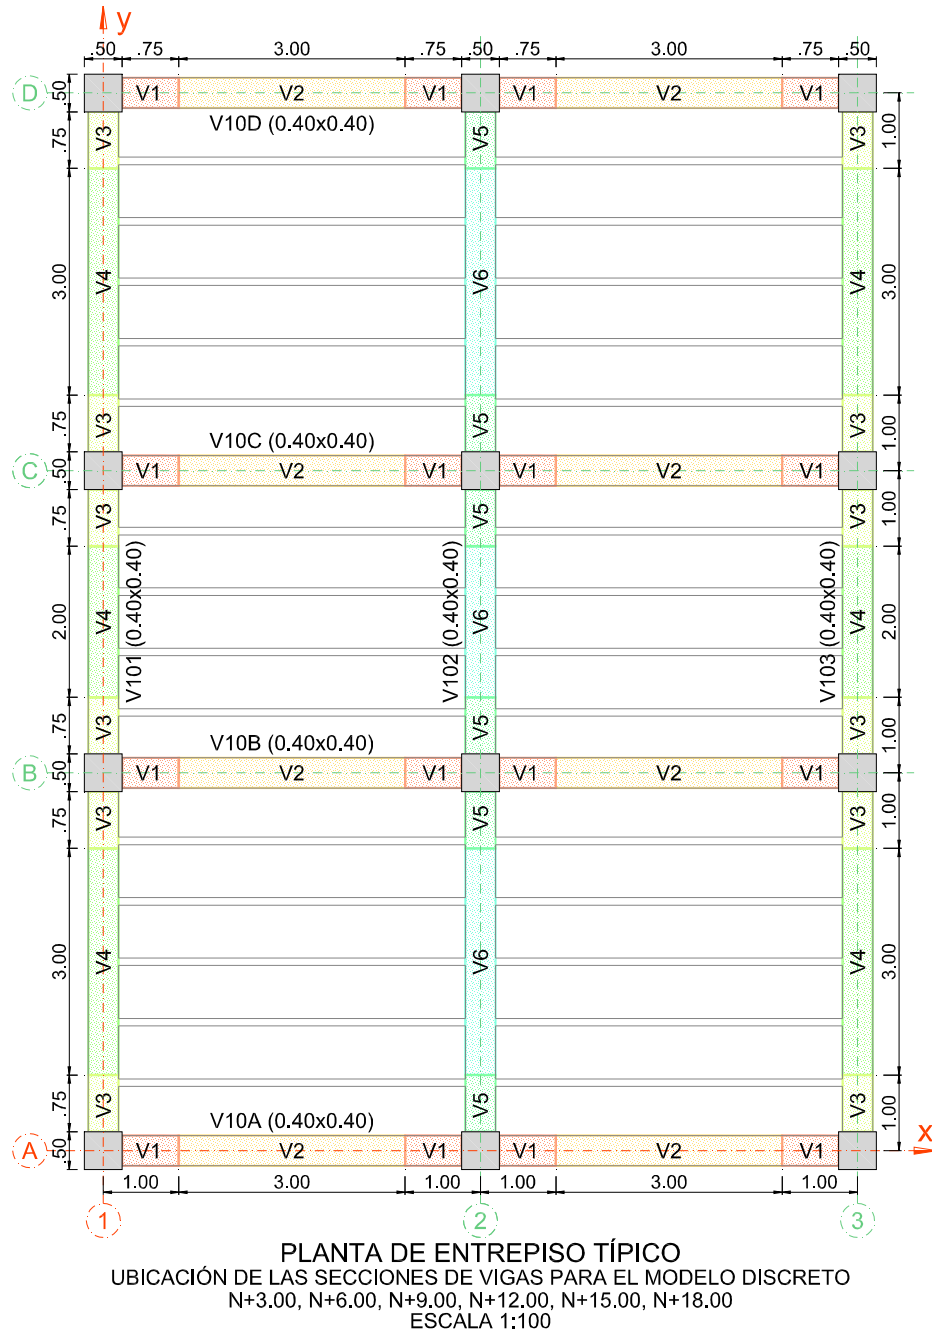 y
.50 .75 3.00 .75 .50 .75 3.00 .75 .50
D .50 V1 V2 V1 V1 V2 V1
V10D (0.40x0.40)
.75 V3 V5 V3 1.00
3.00 V4 V6 V4 3.00
.75 V3 V5 V3 1.00
V10C (0.40x0.40)
C .50 V1 V2 V1 V1 V2 V1
.75 V3 V5 V3 1.00
2.00 V4 V101 (0.40x0.40) V102 (0.40x0.40) V6 V103 (0.40x0.40) V4 2.00
.75 V3 V5 V3 1.00
V10B (0.40x0.40)
B .50 V1 V2 V1 V1 V2 V1
.75 V3 V5 V3 1.00
3.00 V4 V6 V4 3.00
.75 V3 V5 V3 1.00
V10A (0.40x0.40)
x
A .50 V1 V2 V1 V1 V2 V1
1.00 3.00 1.00 1.00 3.00 1.00
1 2 3
PLANTA DE ENTREPISO TÍPICO
UBICACIÓN DE LAS SECCIONES DE VIGAS PARA EL MODELO DISCRETO
N+3.00, N+6.00, N+9.00, N+12.00, N+15.00, N+18.00
ESCALA 1:100